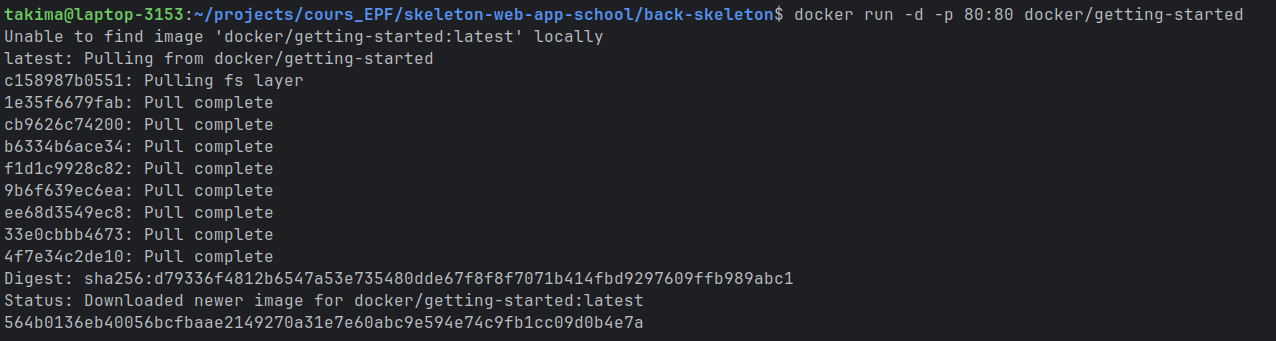 takima@laptop-3153:~/projects/cours_EPF/skeleton-web-app-school/back-skeleton$ docker run -d -p 80:80 docker/getting-started
Unable to find image 'docker/getting-started:latest' locally
latest: Pulling from docker/getting-started
c158987b0551: Pulling fs layer
1e35f6679fab: Pull complete
cb9626c74200: Pull complete
b6334b6ace34: Pull complete
f1d1c9928c82: Pull complete
9b6f639ec6ea: Pull complete
ee68d3549ec8: Pull complete
33e0cbbb4673: Pull complete
4f7e34c2de10: Pull complete
Digest: sha256:d79336f4812b6547a53e735480dde67f8f8f7071b414fbd9297609ffb989abc1
Status: Downloaded newer image for docker/getting-started:latest
564b0136eb40056bcfbaae2149270a31e7e60abc9e594e74c9fb1cc09d0b4e7a